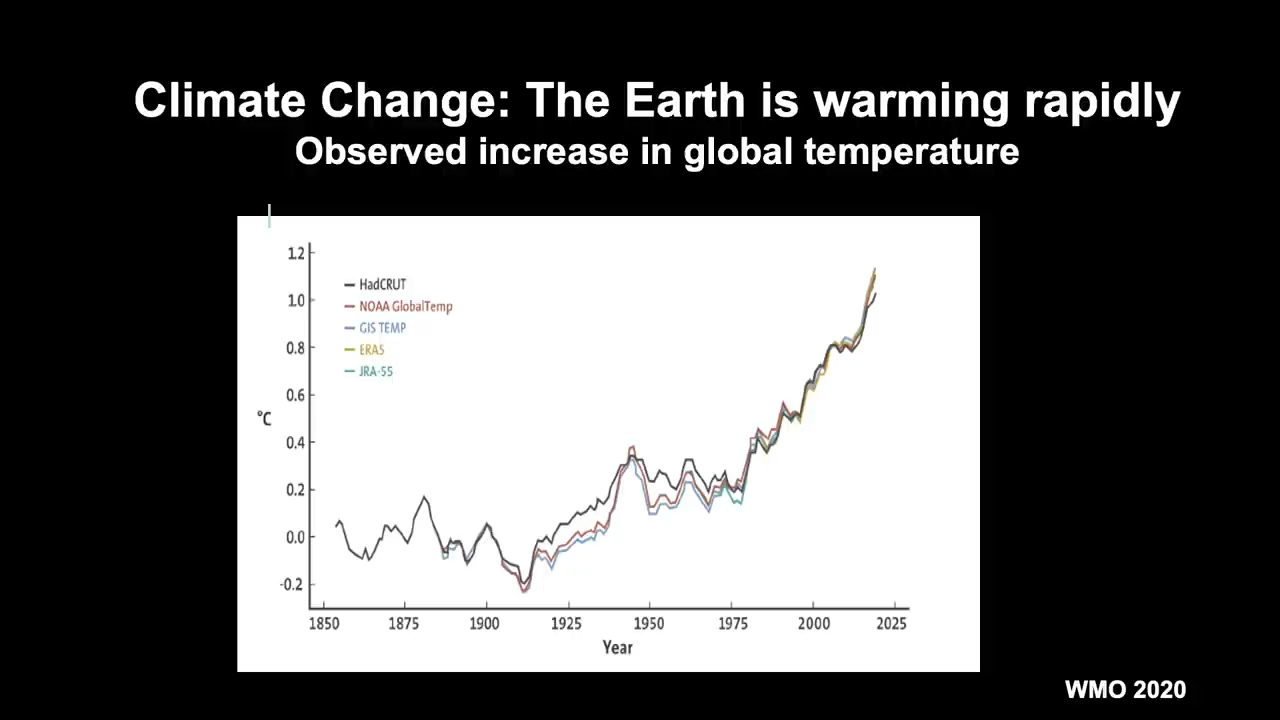 Climate Change: The Earth is warming rapidly
Observed increase in global temperature
1.2
1.0
0.8
0.6
0.4
0.2
0.0
-0.2
°C
HadCRUT
NOAA GlobalTemp
GIS TEMP
ERA5
JRA-55
1850 1875 1900 1925 1950 1975 2000 2025
Year
WMO 2020